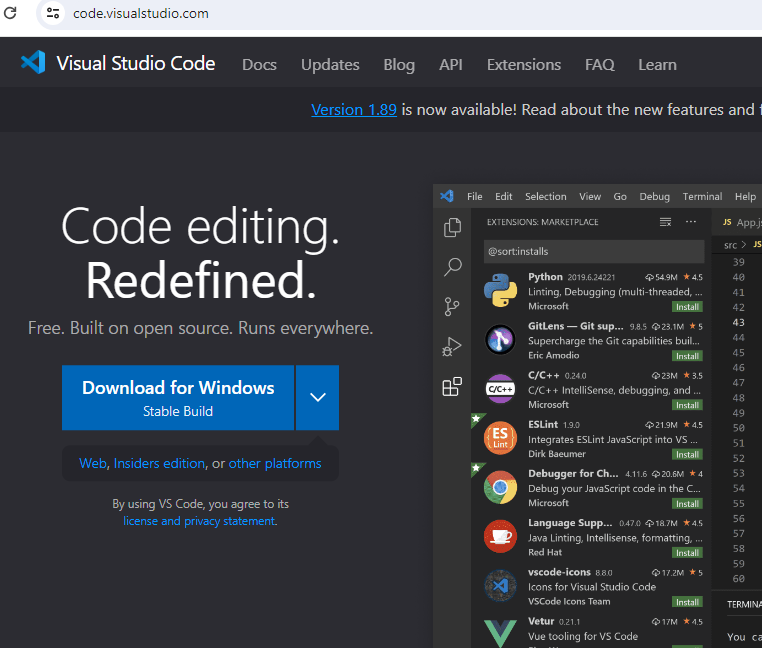 code.visualstudio.com
Visual Studio Code Docs Updates Blog API Extensions FAQ Learn
Version 1.89 is now available! Read about the new features and
Code editing.
Redefined.
Free. Built on open source. Runs everywhere.
Download for Windows
Stable Build
Web, Insiders edition, or other platforms
By using VS Code, you agree to its
license and privacy statement.
File Edit Selection View Go Debug Terminal Help
EXTENSIONS: MARKETPLACE ...
@sort:installs
Python 2019.6.24221 54.9M ★ 4.5
Linting, Debugging (multi-threaded, ...
Microsoft Install
GitLens — Git sup... 9.8.5 23.1M ★ 5
Supercharge the Git capabilities buil...
Eric Amodio Install
C/C++
C/C++ 0.24.0 23M ★ 3.5
C/C++ IntelliSense, debugging, and ...
Microsoft Install
ES
Lint
ESLint 1.9.0 21.9M ★ 4.5
Integrates ESLint JavaScript into VS ...
Dirk Baeumer Install
Debugger for Ch... 4.11.6 20.6M ★ 4
Debug your JavaScript code in the C...
Microsoft Install
Language Supp... 0.47.0 18.7M ★ 4.5
Java Linting, Intellisense, formatting, ...
Red Hat Install
vscode-icons 8.8.0 17.2M ★ 5
Icons for Visual Studio Code
VSCode Icons Team Install
Vetur 0.21.1 17M ★ 4.5
Vue tooling for VS Code
Install
JS App.js
src > JS
39
40
41
42
43
44
45
46
47
48
49
50
51
52
53
54
55
56
57
58
59
60
TERMINA
You ca